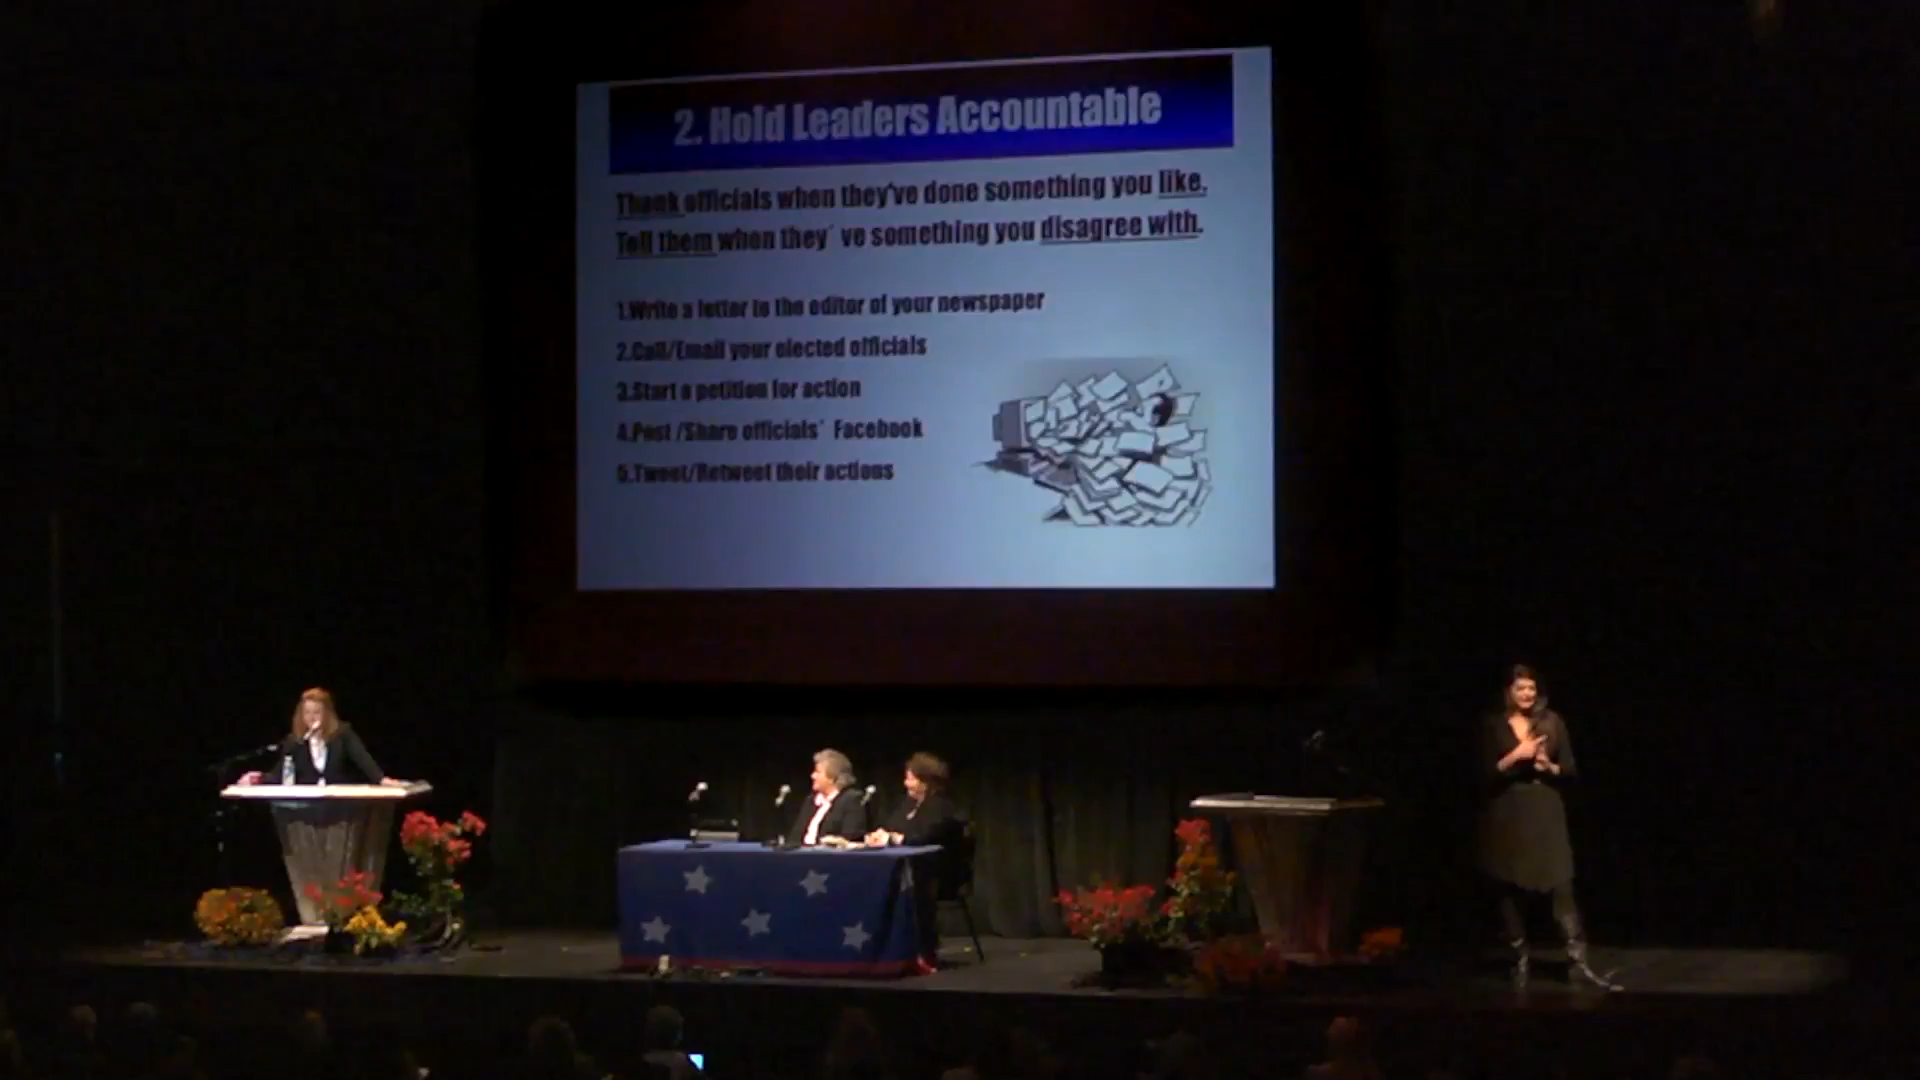 2. Hold Leaders Accountable
Thank officials when they've done something you like.
Tell them when they' ve something you disagree with.
1.Write a letter to the editor of your newspaper
2.Call/Email your elected officials
3.Start a petition for action
4.Post /Share officials' Facebook
5.Tweet/Retweet their actions